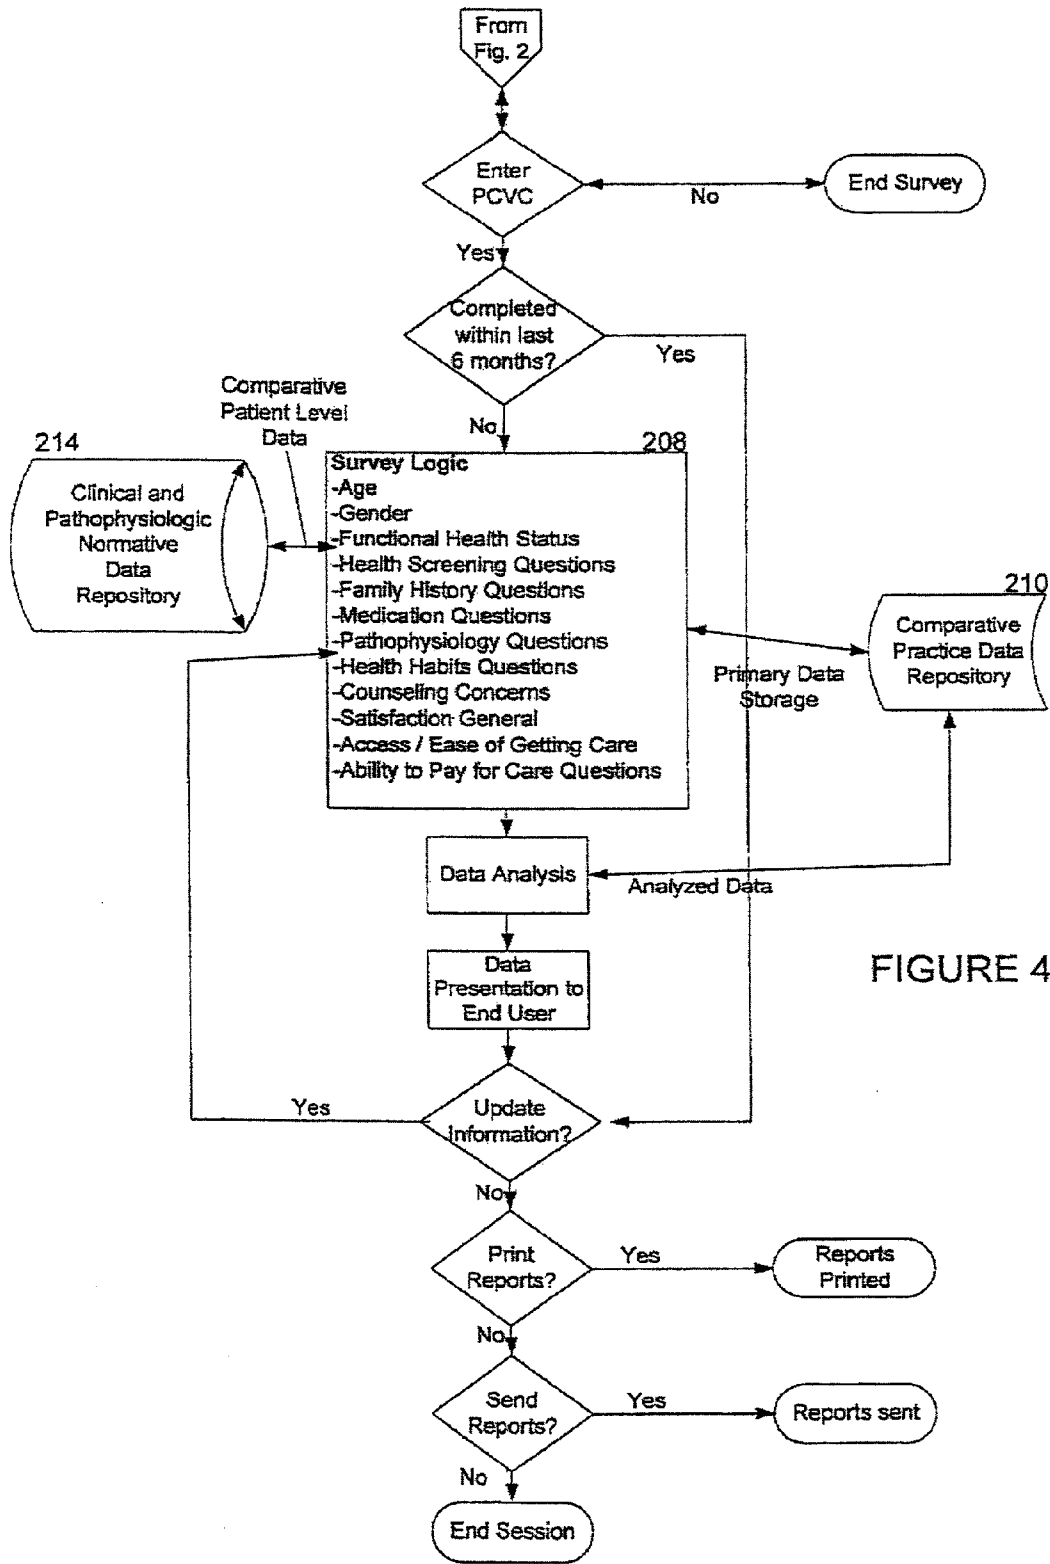 From
Fig. 2
Enter
PCVC
No
End Survey
Yes
Completed
within last
6 months?
Yes
No
Comparative
Patient Level
Data
214
Clinical and
Pathophysiologic
Normative
Data
Repository
208
Survey Logic
-Age
-Gender
-Functional Health Status
-Health Screening Questions
-Family History Questions
-Medication Questions
-Pathophysiology Questions
-Health Habits Questions
-Counseling Concerns
-Satisfaction General
-Access / Ease of Getting Care
-Ability to Pay for Care Questions
210
Comparative
Practice Data
Repository
Primary Data
Storage
Data Analysis
Analyzed Data
Data
Presentation to
End User
FIGURE 4
Update
Information?
Yes
No
Print
Reports?
Yes
Reports
Printed
No
Send
Reports?
Yes
Reports sent
No
End Session